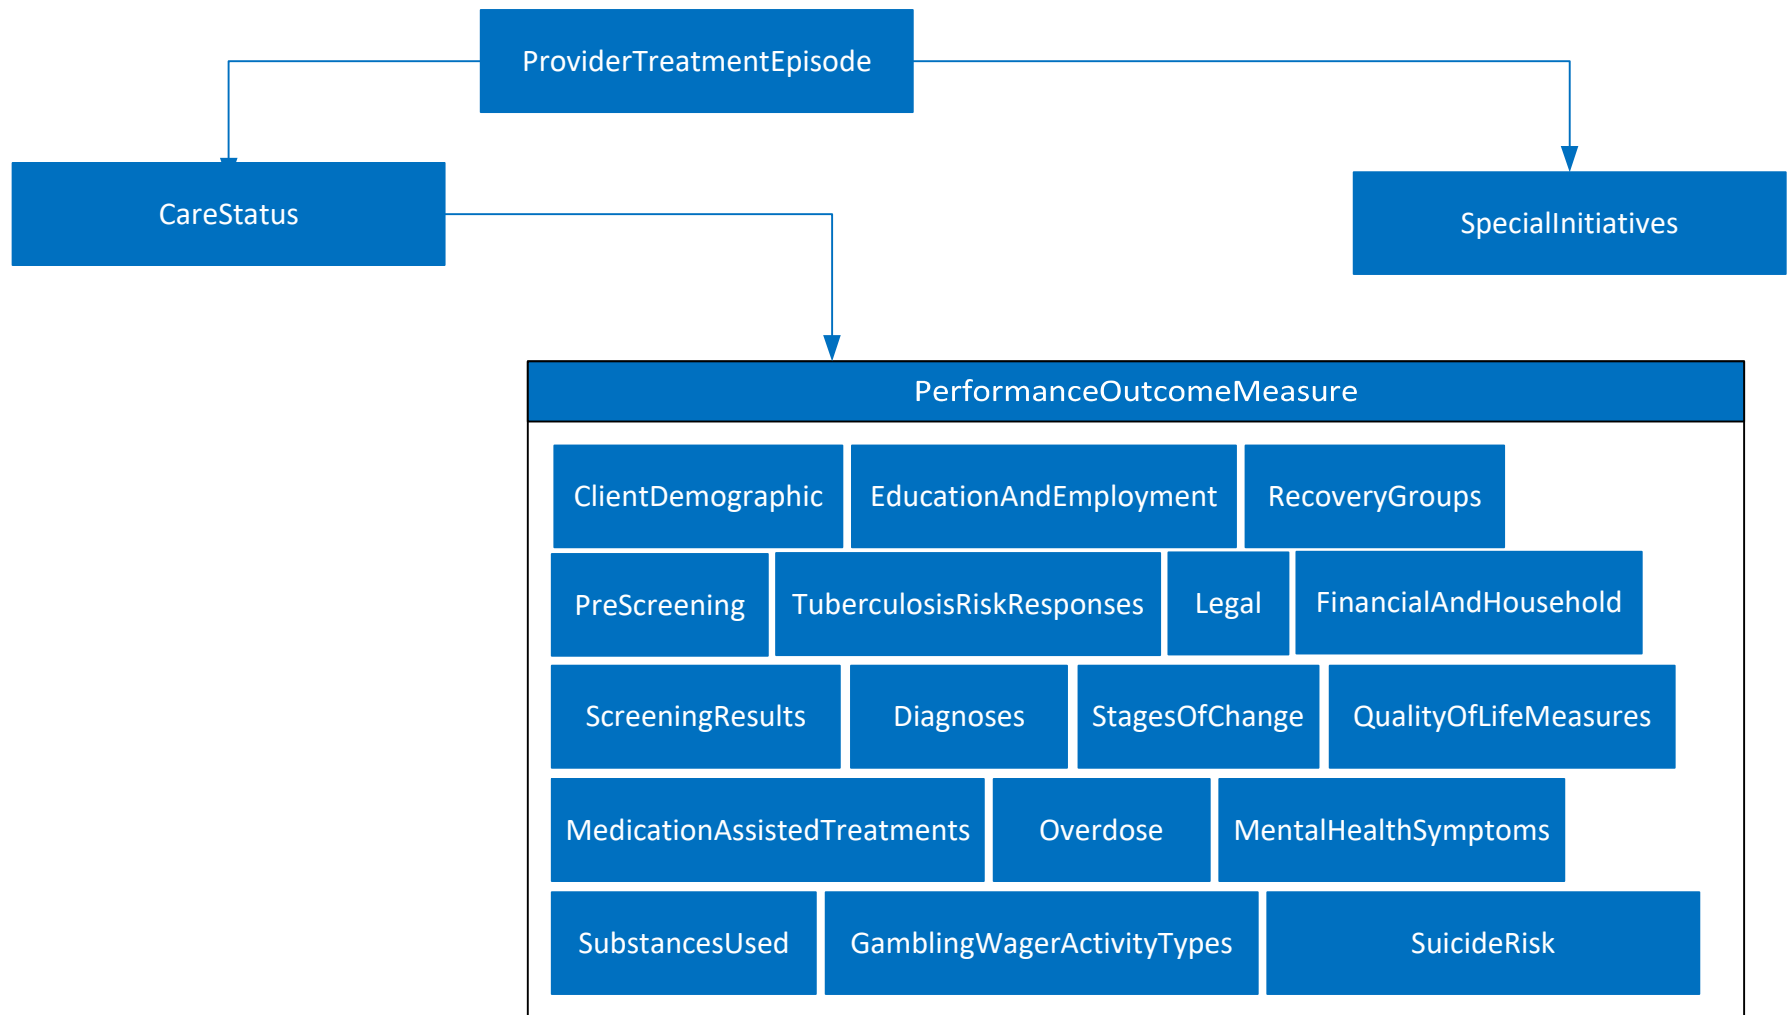 ProviderTreatmentEpisode
CareStatus
SpecialInitiatives
PerformanceOutcomeMeasure
ClientDemographic EducationAndEmployment RecoveryGroups
PreScreening TuberculosisRiskResponses Legal FinancialAndHousehold
ScreeningResults Diagnoses StagesOfChange QualityOfLifeMeasures
MedicationAssistedTreatments Overdose MentalHealthSymptoms
SubstancesUsed GamblingWagerActivityTypes SuicideRisk